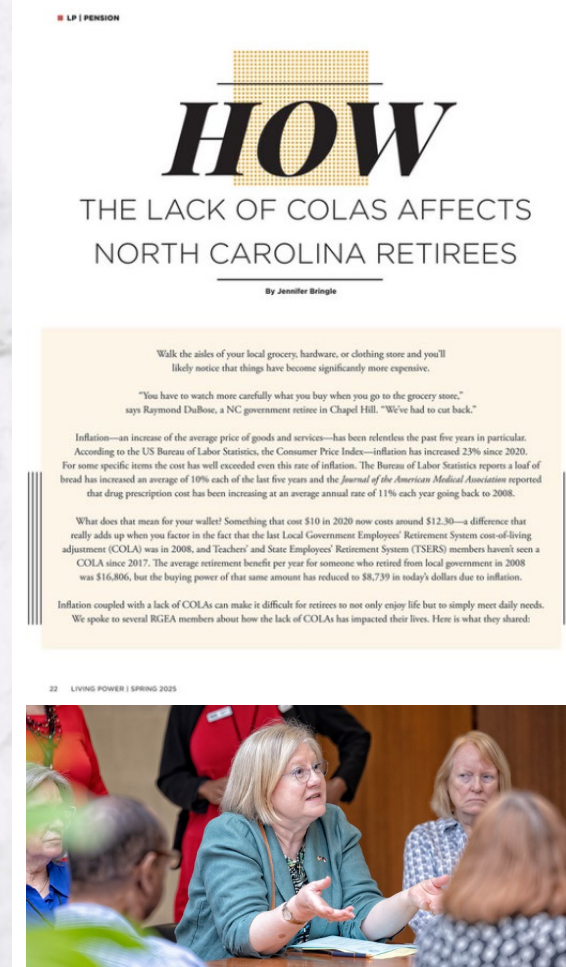 LP | PENSION
HOW
THE LACK OF COLAS AFFECTS
NORTH CAROLINA RETIREES
By Jennifer Bringle
Walk the aisles of your local grocery, hardware, or clothing store and you'll
likely notice that things have become significantly more expensive.
"You have to watch more carefully what you buy when you go to the grocery store,"
says Raymond DuBose, a NC government retiree in Chapel Hill. "We've had to cut back."
Inflation—an increase of the average price of goods and services—has been relentless the past five years in particular.
According to the US Bureau of Labor Statistics, the Consumer Price Index—inflation has increased 23% since 2020.
For some specific items the cost has well exceeded even this rate of inflation. The Bureau of Labor Statistics reports a loaf of
bread has increased an average of 10% each of the last five years and the Journal of the American Medical Association reported
that drug prescription cost has been increasing at an average annual rate of 11% each year going back to 2008.
What does that mean for your wallet? Something that cost $10 in 2020 now costs around $12.30—a difference that
really adds up when you factor in the fact that the last Local Government Employees' Retirement System cost-of-living
adjustment (COLA) was in 2008, and Teachers' and State Employees' Retirement System (TSERS) members haven't seen a
COLA since 2017. The average retirement benefit per year for someone who retired from local government in 2008
was $16,806, but the buying power of that same amount has reduced to $8,739 in today's dollars due to inflation.
Inflation coupled with a lack of COLAs can make it difficult for retirees to not only enjoy life but to simply meet daily needs.
We spoke to several RGEA members about how the lack of COLAs has impacted their lives. Here is what they shared:
22 LIVING POWER | SPRING 2025